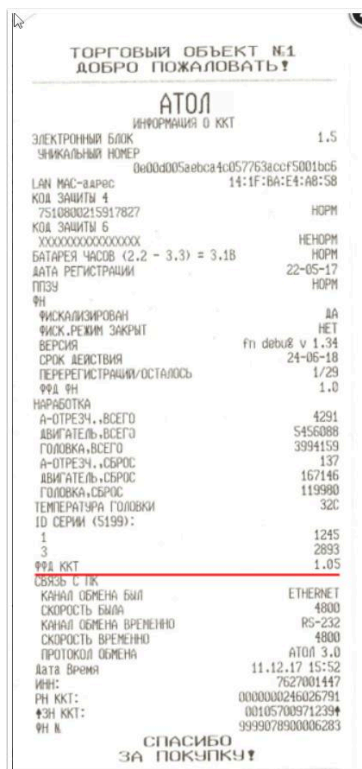 ТОРГОВЫЙ ОБЪЕКТ №1
ДОБРО ПОЖАЛОВАТЬ!
АТОЛ
ИНФОРМАЦИЯ О ККТ
ЭЛЕКТРОННЫЙ БЛОК 1.5
УНИКАЛЬНЫЙ НОМЕР
0e00d005aebca4c057763accf5001bc6
LAN MAC-адрес 14:1F:BA:E4:A8:58
КОД ЗАЩИТЫ 4
7510800215917827 НОРМ
КОД ЗАЩИТЫ 6
XXXXXXXXXXXXXXXX НЕНОРМ
БАТАРЕЯ ЧАСОВ (2.2 - 3.3) = 3.1В НОРМ
ДАТА РЕГИСТРАЦИИ 22-05-17
ППЗУ НОРМ
ФН
ФИСКАЛИЗИРОВАН ДА
ФИСК.РЕЖИМ ЗАКРЫТ НЕТ
ВЕРСИЯ fn debug v 1.34
СРОК ДЕЙСТВИЯ 24-06-18
ПЕРЕРЕГИСТРАЦИЙ/ОСТАЛОСЬ 1/29
ФФД ФН 1.0
НАРАБОТКА
А-ОТРЕЗЧ.,ВСЕГО 4291
ДВИГАТЕЛЬ,ВСЕГО 5456088
ГОЛОВКА,ВСЕГО 3994159
А-ОТРЕЗЧ.,СБРОС 137
ДВИГАТЕЛЬ,СБРОС 167146
ГОЛОВКА,СБРОС 119980
ТЕМПЕРАТУРА ГОЛОВКИ 32С
ID СЕРИИ (5199):
1 1245
3 2893
ФФД ККТ 1.05
СВЯЗЬ С ПК
КАНАЛ ОБМЕНА БЫЛ ETHERNET
СКОРОСТЬ БЫЛА 4800
КАНАЛ ОБМЕНА ВРЕМЕННО RS-232
СКОРОСТЬ ВРЕМЕННО 4800
ПРОТОКОЛ ОБМЕНА АТОЛ 3.0
Дата Время 11.12.17 15:52
ИНН: 7627001447
РН ККТ: 0000000246026791
↑ЗН ККТ: 00105700971239↑
ФН № 9999078900006283
СПАСИБО
ЗА ПОКУПКУ!